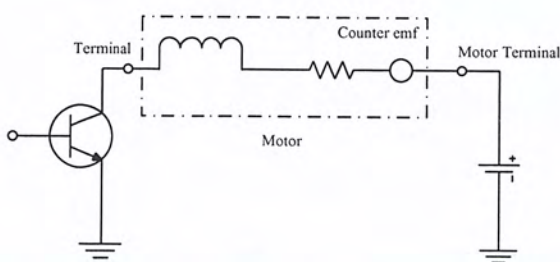 Counter emf
Terminal
Motor Terminal
Motor
+
-